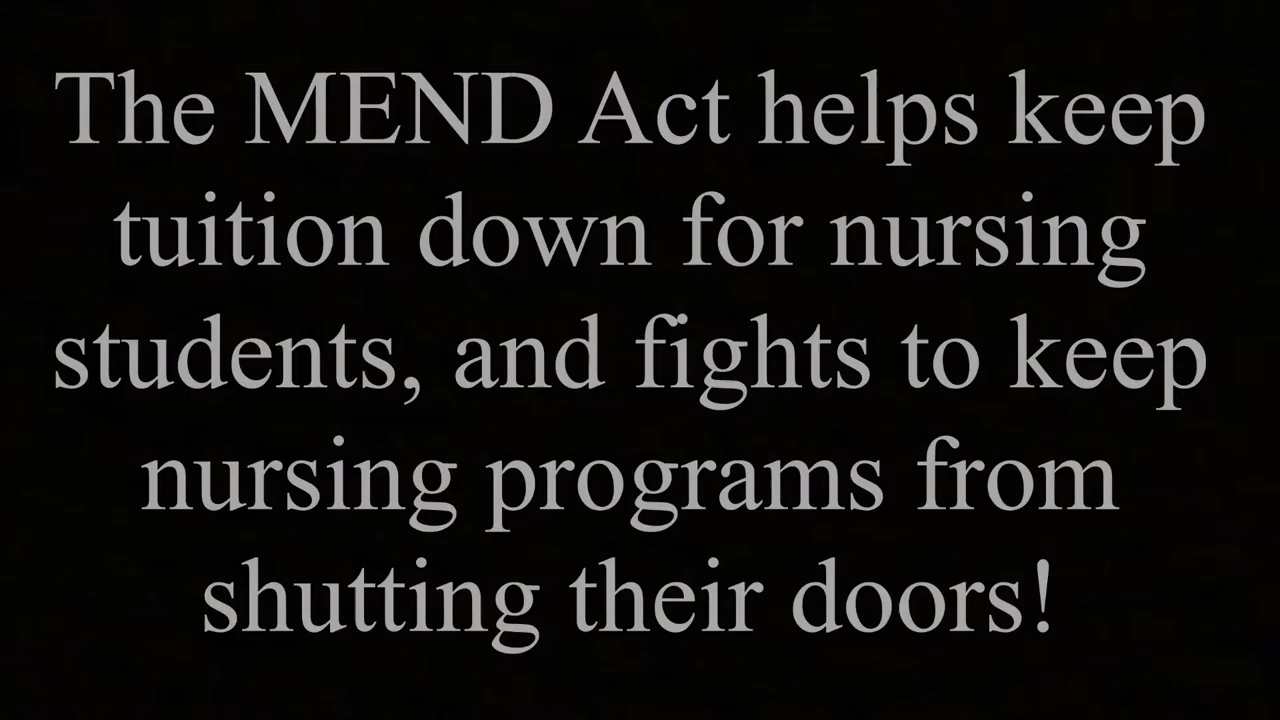 The MEND Act helps keep
tuition down for nursing
students, and fights to keep
nursing programs from
shutting their doors!